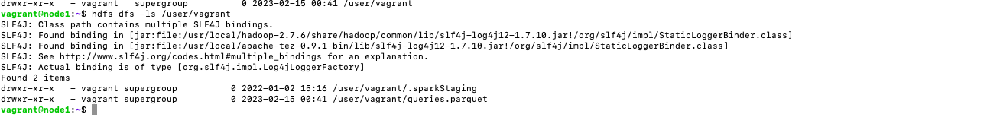 drwxr-xr-x   - vagrant   supergroup          0 2023-02-15 00:41 /user/vagrant
vagrant@node1:~$ hdfs dfs -ls /user/vagrant
SLF4J: Class path contains multiple SLF4J bindings.
SLF4J: Found binding in [jar:file:/usr/local/hadoop-2.7.6/share/hadoop/common/lib/slf4j-log4j12-1.7.10.jar!/org/slf4j/impl/StaticLoggerBinder.class]
SLF4J: Found binding in [jar:file:/usr/local/apache-tez-0.9.1-bin/lib/slf4j-log4j12-1.7.10.jar!/org/slf4j/impl/StaticLoggerBinder.class]
SLF4J: See http://www.slf4j.org/codes.html#multiple_bindings for an explanation.
SLF4J: Actual binding is of type [org.slf4j.impl.Log4jLoggerFactory]
Found 2 items
drwxr-xr-x   - vagrant supergroup          0 2022-01-02 15:16 /user/vagrant/.sparkStaging
drwxr-xr-x   - vagrant supergroup          0 2023-02-15 00:41 /user/vagrant/queries.parquet
vagrant@node1:~$